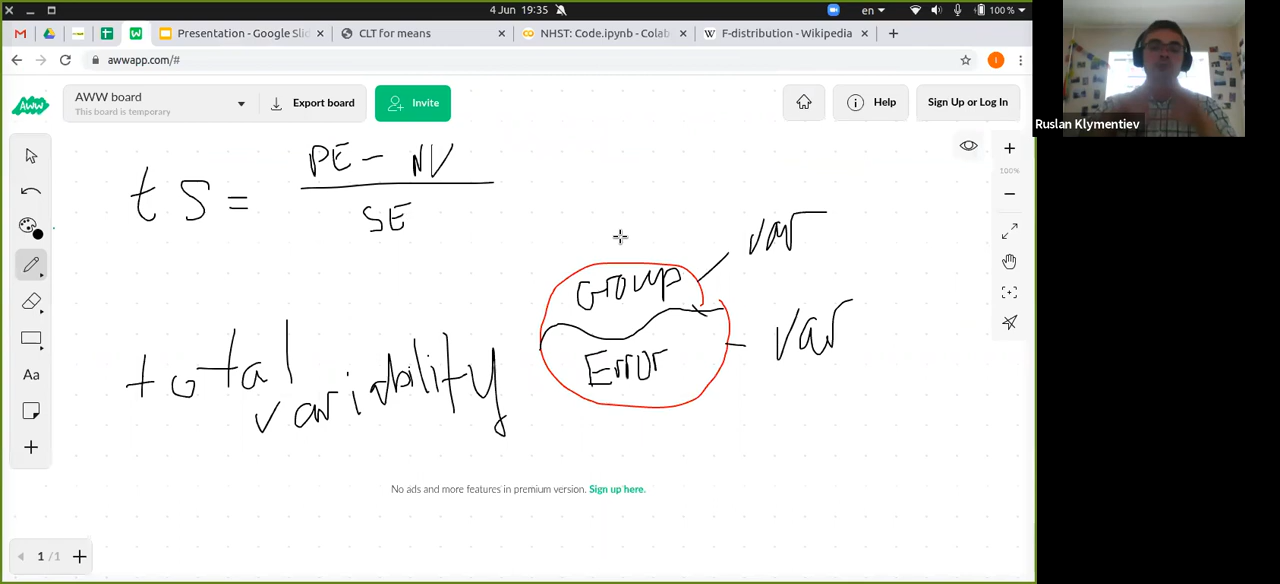 4 Jun 19:35
en
100 %
Presentation - Google Slid
CLT for means
NHST: Code.ipynb - Colab
F-distribution - Wikipedia
awwapp.com/#
AWW
AWW board
This board is temporary
Export board
Invite
Help
Sign Up or Log In
Ruslan Klymentiev
100%
ts = PE - NV
SE
Group
var
Error
var
total
variability
Aa
No ads and more features in premium version. Sign up here.
1 /1